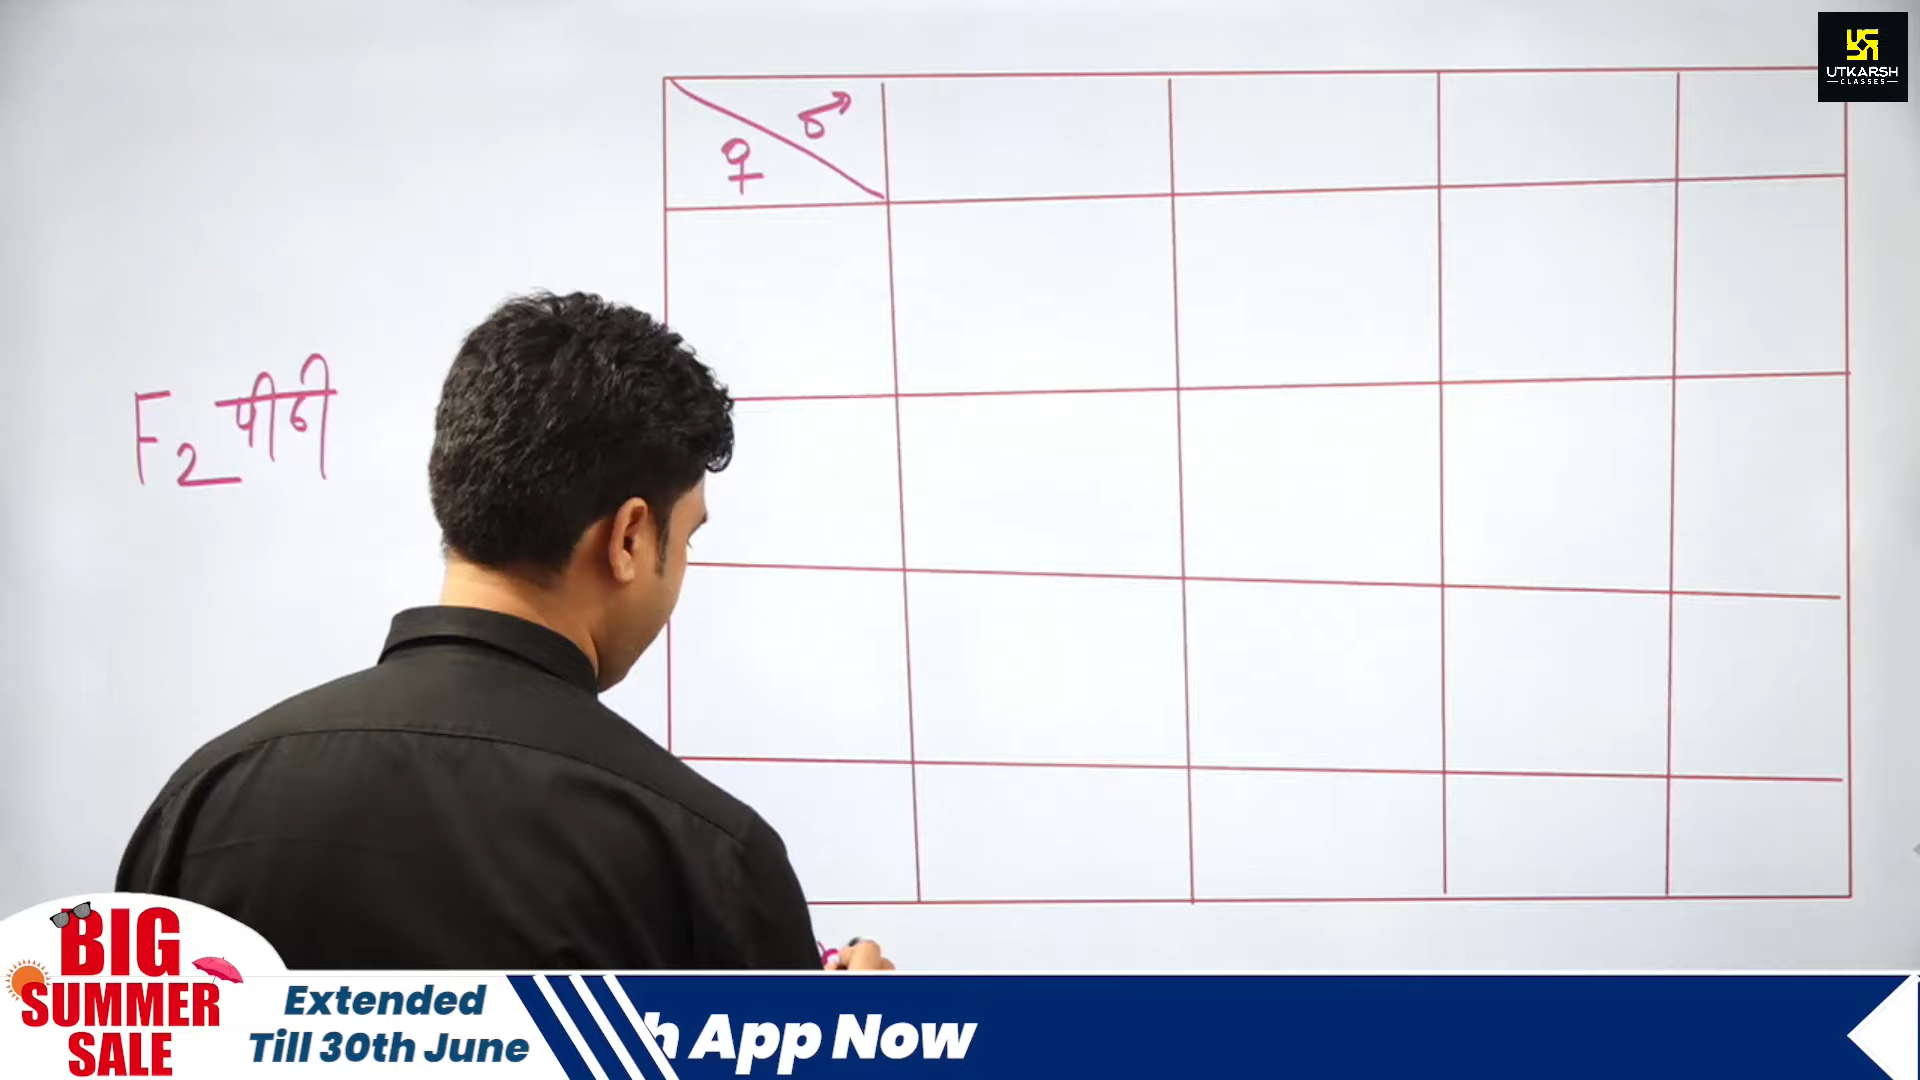 UTKARSH
CLASSES
♂
♀
F2 पीढी
BIG
SUMMER
SALE
Extended
Till 30th June
h App Now